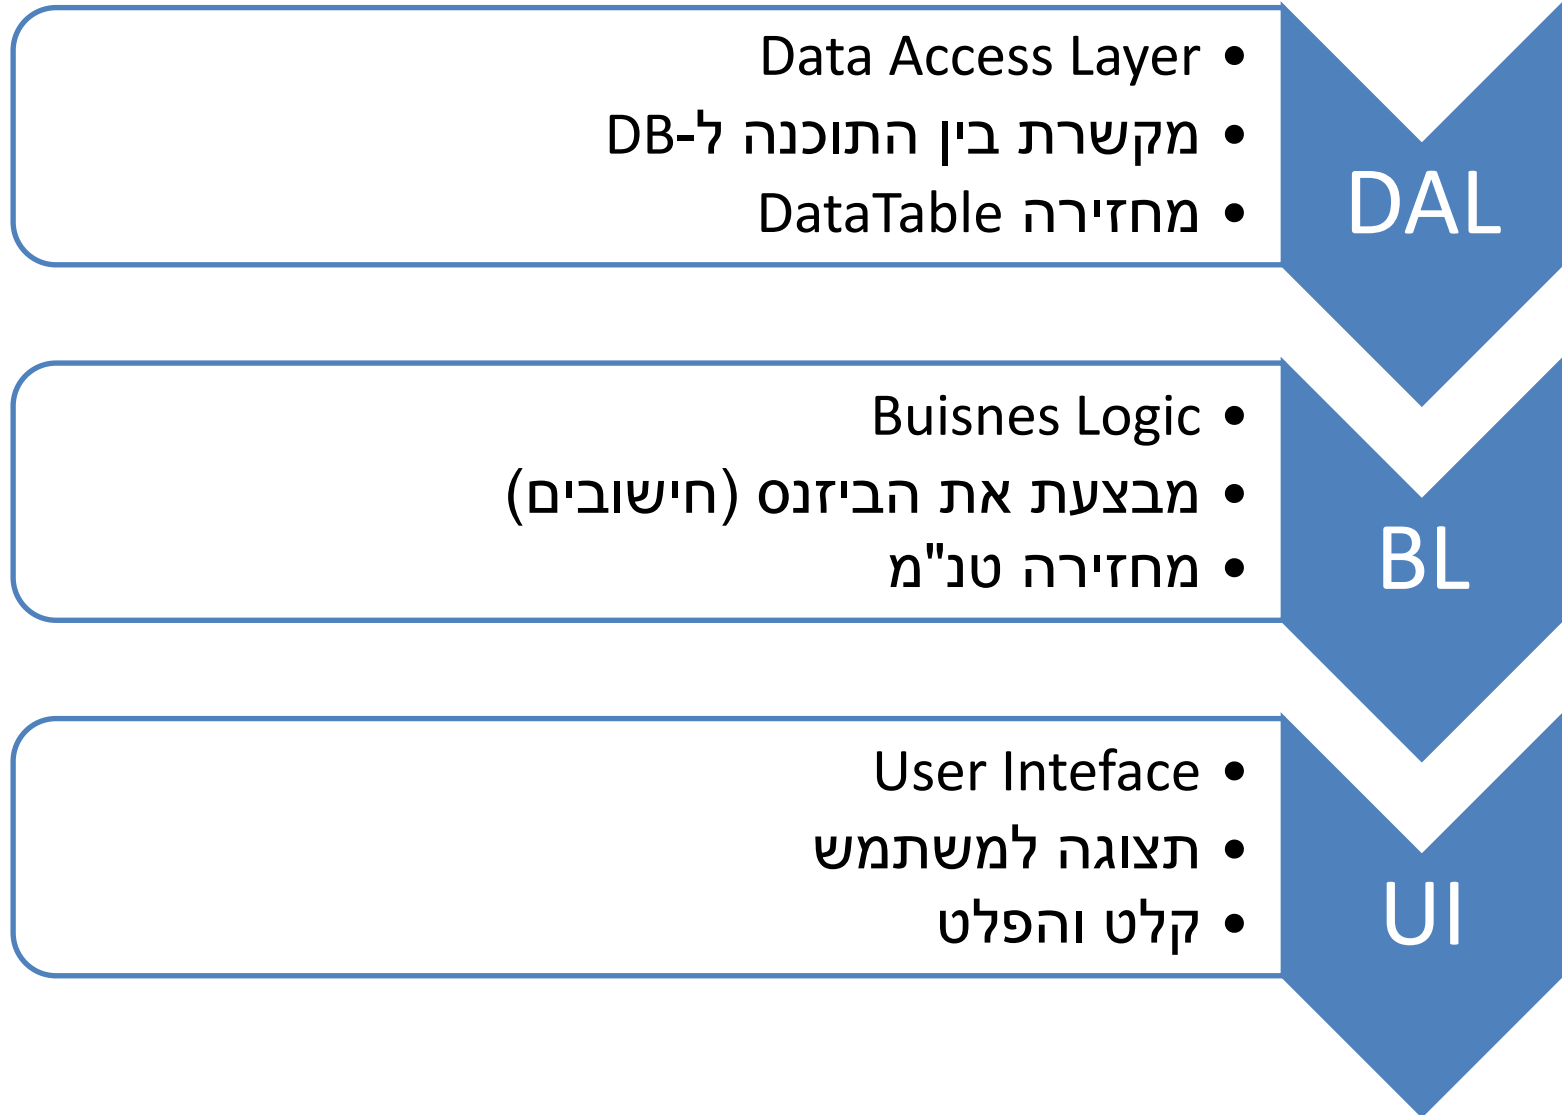 DAL
Data Access Layer
מקשרת בין התוכנה ל-DB
מחזירה DataTable
BL
Buisnes Logic
מבצעת את הביזנס (חישובים)
מחזירה טנ"מ
UI
User Inteface
תצוגה למשתמש
קלט והפלט